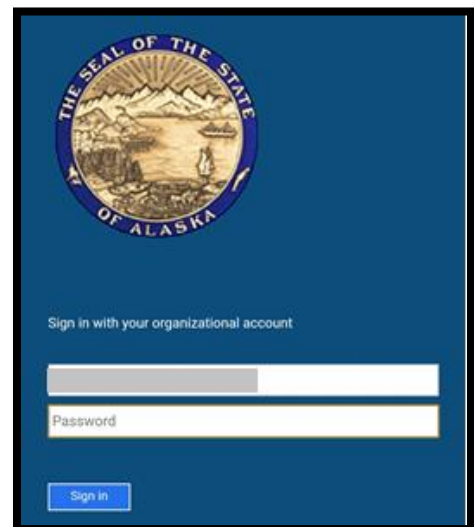 THE SEAL OF THE STATE
OF ALASKA
Sign in with your organizational account
Password
Sign in